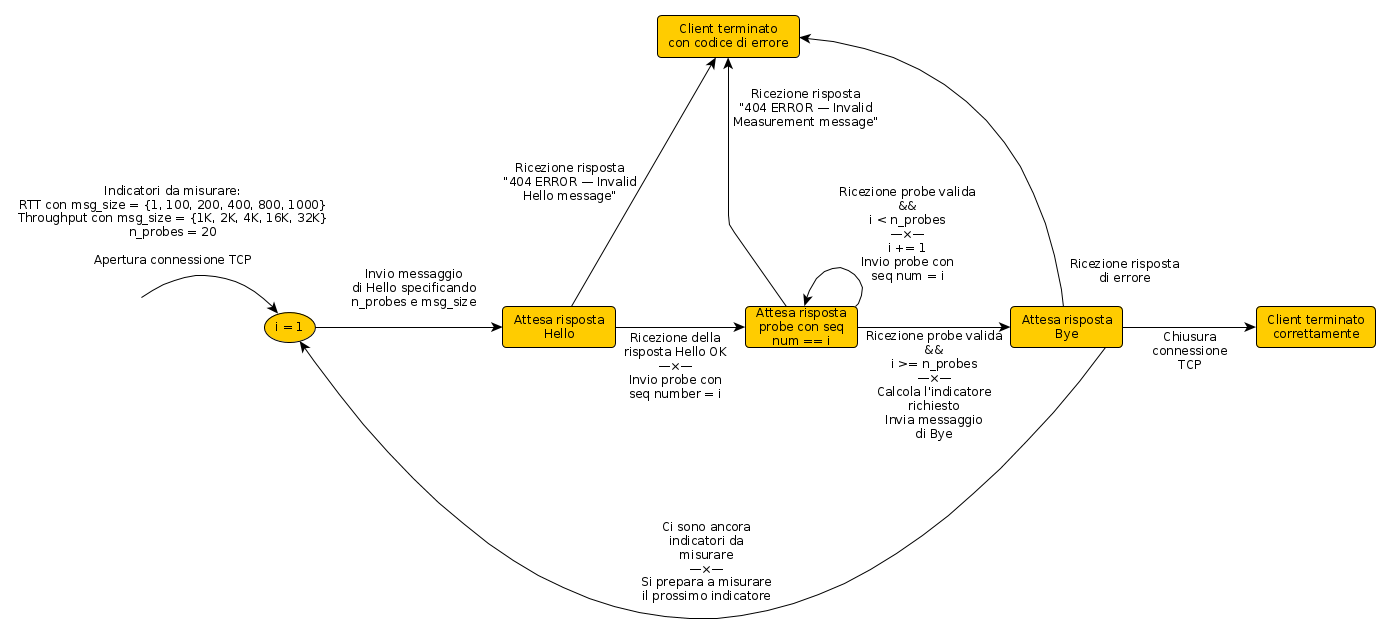 Client terminato
con codice di errore
Ricezione risposta
"404 ERROR — Invalid
Measurement message"
Ricezione risposta
"404 ERROR — Invalid
Hello message"
Indicatori da misurare:
RTT con msg_size = {1, 100, 200, 400, 800, 1000}
Throughput con msg_size = {1K, 2K, 4K, 16K, 32K}
n_probes = 20
Apertura connessione TCP
Ricezione probe valida
&&
i < n_probes
—×—
i += 1
Invio probe con
seq num = i
Ricezione risposta
di errore
Invio messaggio
di Hello specificando
n_probes e msg_size
i = 1
Attesa risposta
Hello
Ricezione della
risposta Hello OK
—×—
Invio probe con
seq number = i
Attesa risposta
probe con seq
num == i
Ricezione probe valida
&&
i >= n_probes
—×—
Calcola l'indicatore
richiesto
Invia messaggio
di Bye
Attesa risposta
Bye
Chiusura
connessione
TCP
Client terminato
correttamente
Ci sono ancora
indicatori da
misurare
—×—
Si prepara a misurare
il prossimo indicatore